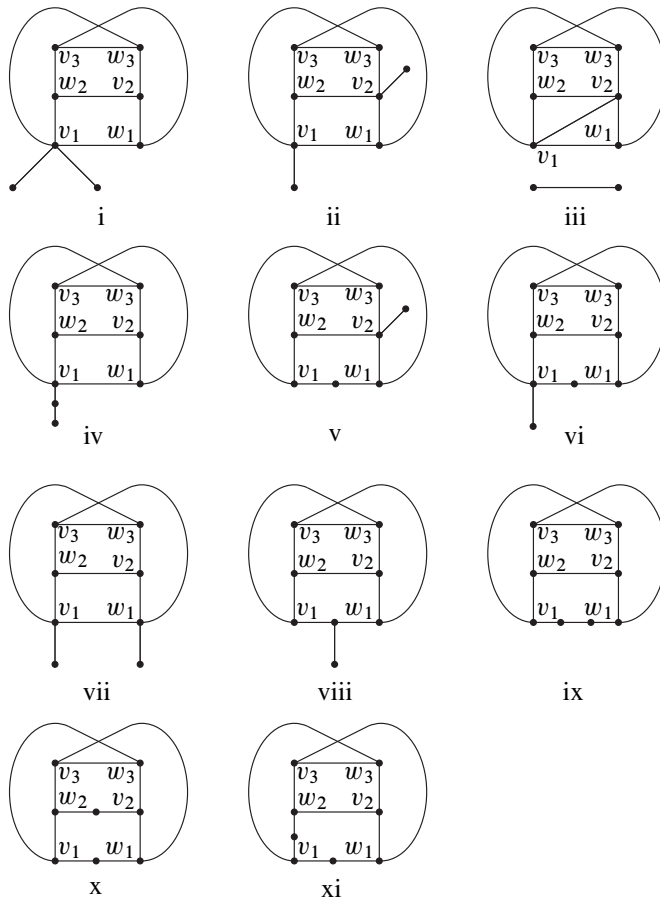 v₃ w₃ v₃ w₃ v₃ w₃
w₂ v₂ w₂ v₂ w₂ v₂
v₁ w₁ v₁ w₁ w₁
v₁
i ii iii
v₃ w₃ v₃ w₃ v₃ w₃
w₂ v₂ w₂ v₂ w₂ v₂
v₁ w₁ v₁ w₁ v₁ w₁
iv v vi
v₃ w₃ v₃ w₃ v₃ w₃
w₂ v₂ w₂ v₂ w₂ v₂
v₁ w₁ v₁ w₁ v₁ w₁
vii viii ix
v₃ w₃ v₃ w₃
w₂ v₂ w₂ v₂
v₁ w₁ v₁ w₁
x xi